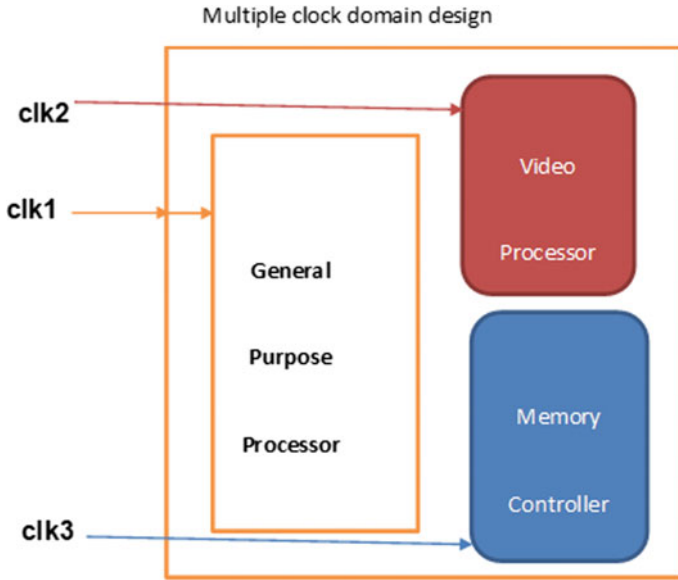 Multiple clock domain design
clk2
clk1
clk3
General
Purpose
Processor
Video
Processor
Memory
Controller